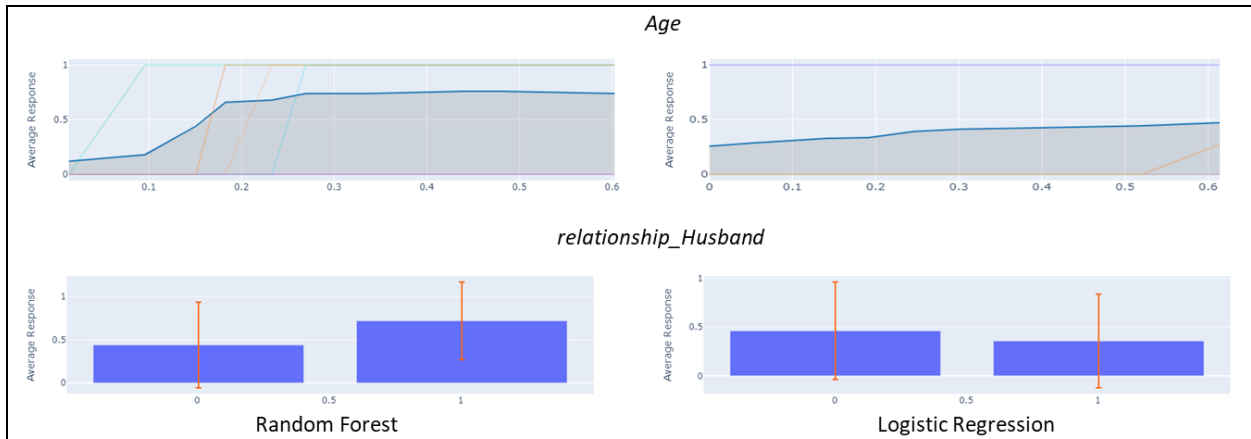 Age
Average Response
1
0.5
0
0.1 0.2 0.3 0.4 0.5 0.6
Average Response
1
0.5
0
0 0.1 0.2 0.3 0.4 0.5 0.6
relationship_Husband
Average Response
1
0.5
0
0 0.5 1
Random Forest
Average Response
1
0.5
0
0 0.5 1
Logistic Regression